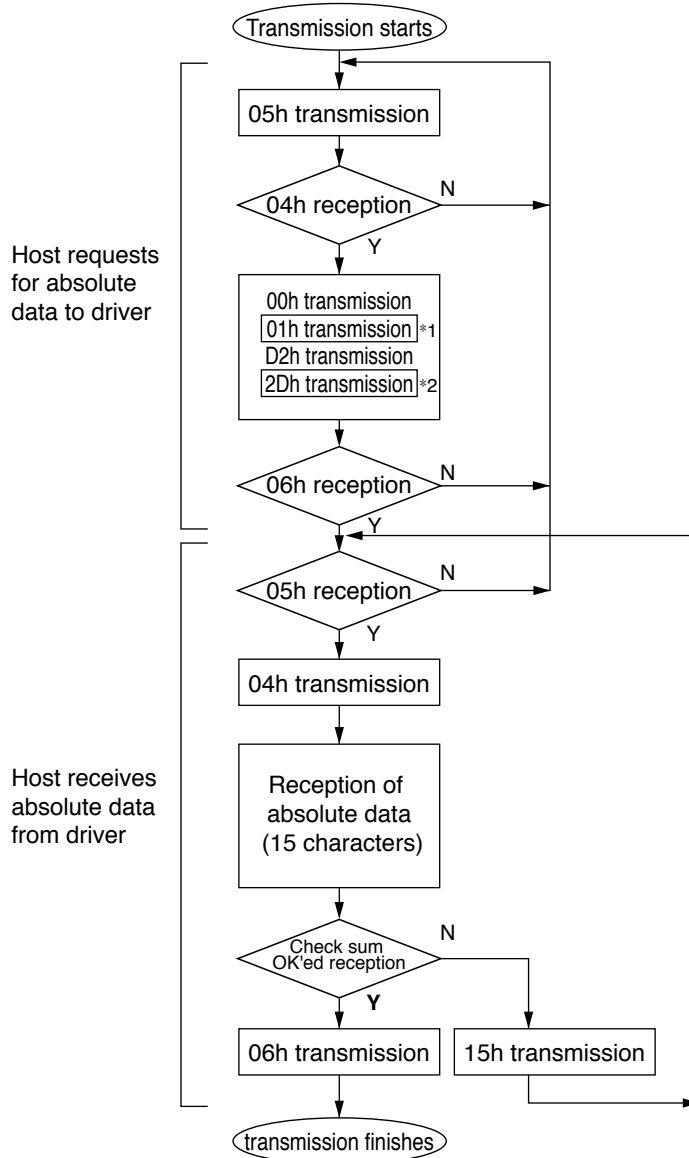 Transmission starts
05h transmission
04h reception
N
Y
Host requests
for absolute
data to driver
00h transmission
01h transmission *1
D2h transmission
2Dh transmission *2
06h reception
N
Y
05h reception
N
Y
04h transmission
Host receives
absolute data
from driver
Reception of
absolute data
(15 characters)
Check sum
OK'ed reception
N
Y
06h transmission
15h transmission
transmission finishes